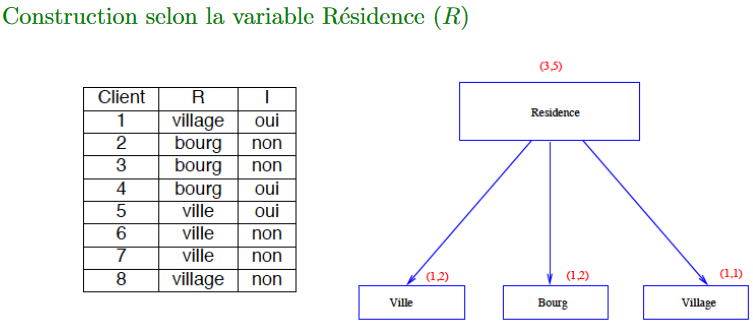 Construction selon la variable Résidence (R)
Client R I
1 village oui
2 bourg non
3 bourg non
4 bourg oui
5 ville oui
6 ville non
7 ville non
8 village non
(3,5)
Residence
(1,2) (1,2) (1,1)
Ville Bourg Village